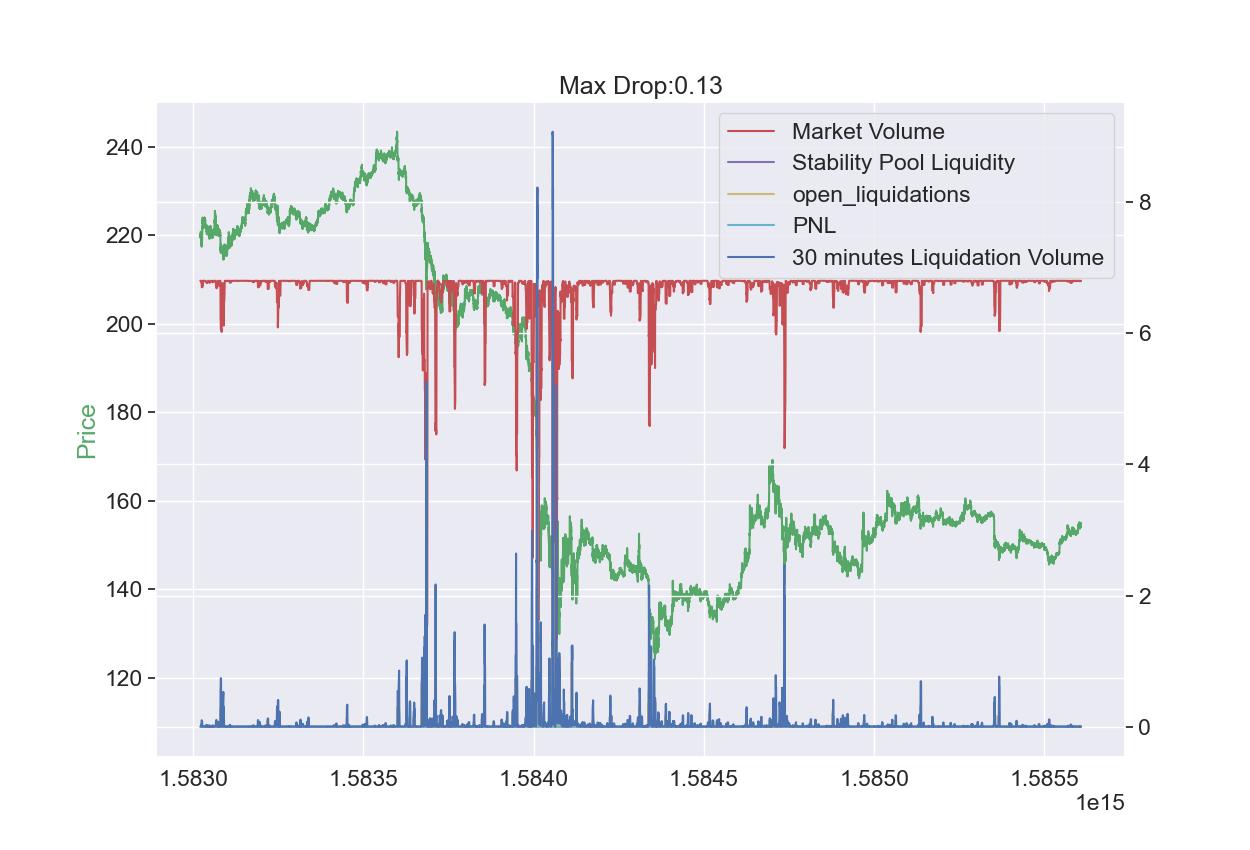 Max Drop:0.13
Market Volume
Stability Pool Liquidity
open_liquidations
PNL
30 minutes Liquidation Volume
240
220
200
180
160
140
120
Price
8
6
4
2
0
1.5830 1.5835 1.5840 1.5845 1.5850 1.5855
1e15